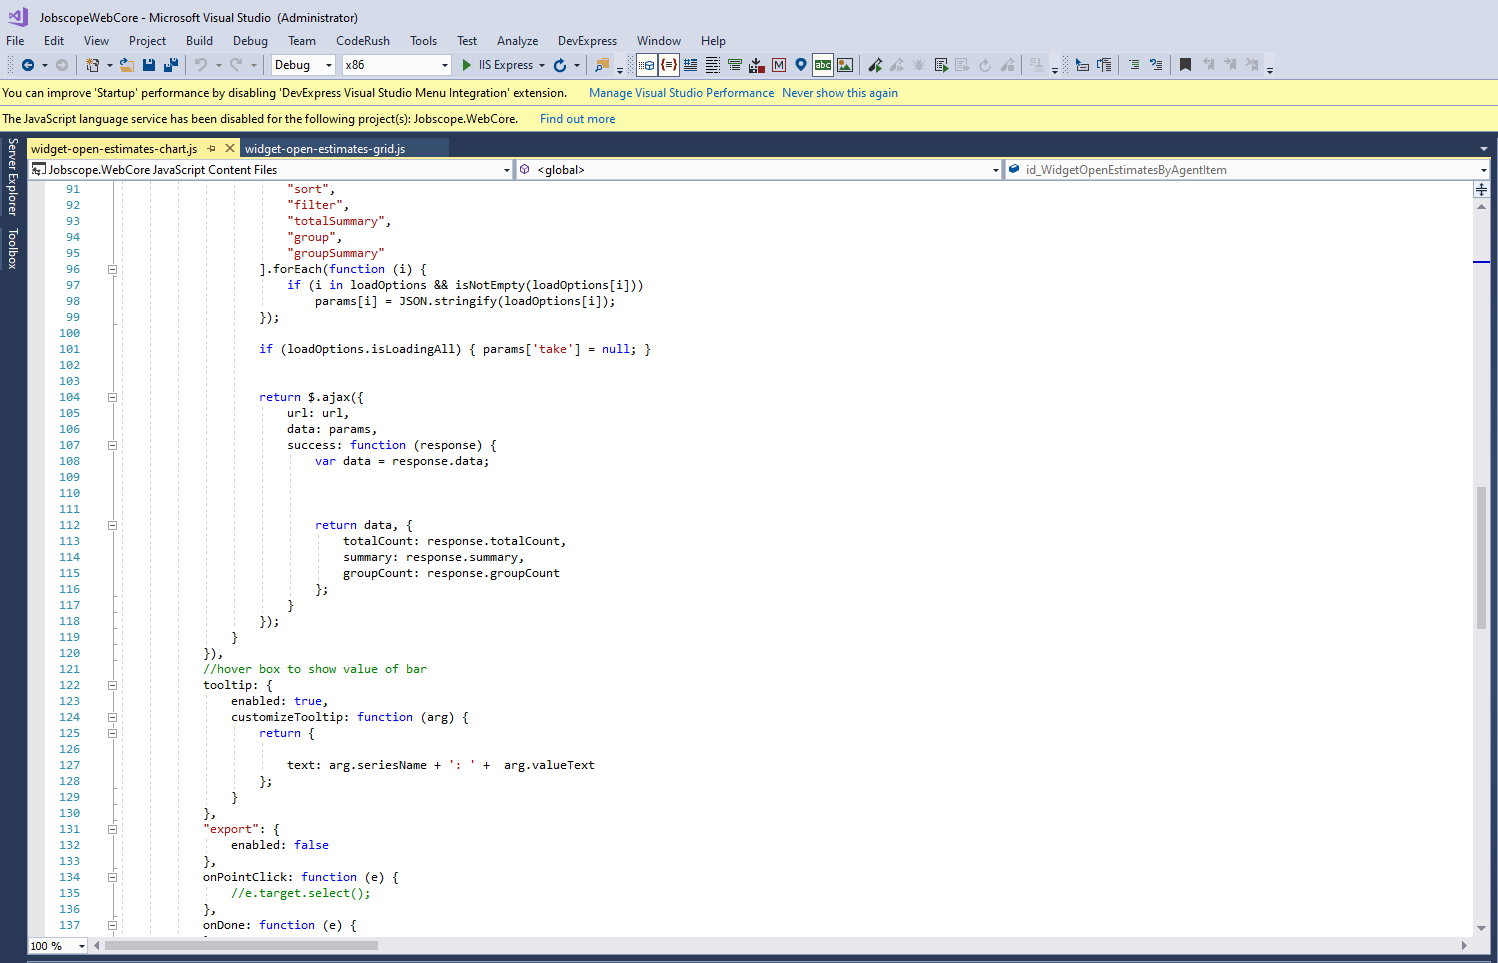 JobscopeWebCore - Microsoft Visual Studio (Administrator)
File Edit View Project Build Debug Team CodeRush Tools Test Analyze DevExpress Window Help
Debug x86 IIS Express
You can improve 'Startup' performance by disabling 'DevExpress Visual Studio Menu Integration' extension. Manage Visual Studio Performance Never show this again
The JavaScript language service has been disabled for the following project(s): Jobscope.WebCore. Find out more
Server Explorer
Toolbox
widget-open-estimates-chart.js widget-open-estimates-grid.js
Jobscope.WebCore JavaScript Content Files <global> id_WidgetOpenEstimatesByAgentItem
91 "sort",
92 "filter",
93 "totalSummary",
94 "group",
95 "groupSummary"
96 ].forEach(function (i) {
97 if (i in loadOptions && isNotEmpty(loadOptions[i]))
98 params[i] = JSON.stringify(loadOptions[i]);
99 });
100
101 if (loadOptions.isLoadingAll) { params['take'] = null; }
102
103
104 return $.ajax({
105 url: url,
106 data: params,
107 success: function (response) {
108 var data = response.data;
109
110
111
112 return data, {
113 totalCount: response.totalCount,
114 summary: response.summary,
115 groupCount: response.groupCount
116 };
117 }
118 });
119 }
120 }),
121 //hover box to show value of bar
122 tooltip: {
123 enabled: true,
124 customizeTooltip: function (arg) {
125 return {
126
127 text: arg.seriesName + ': ' + arg.valueText
128 };
129 }
130 },
131 "export": {
132 enabled: false
133 },
134 onPointClick: function (e) {
135 //e.target.select();
136 },
137 onDone: function (e) {
100 %